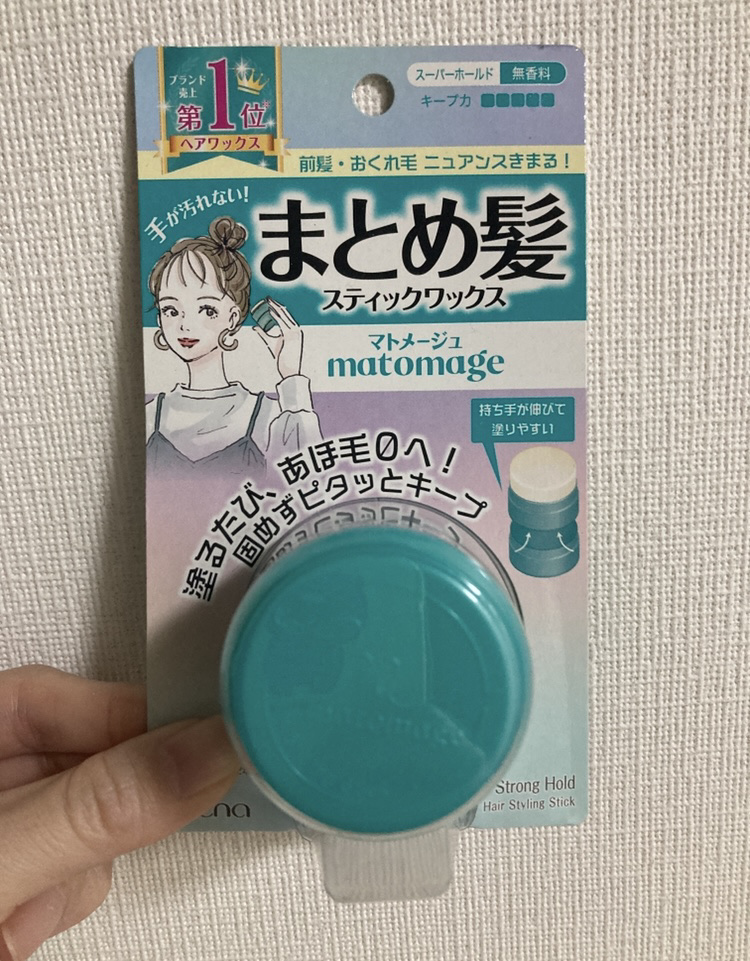 ブランド
売上
第1位
ヘアワックス
スーパーホールド 無香料
キープ力
前髪・おくれ毛 ニュアンスきまる！
手が汚れない!
まとめ髪
スティックワックス
マトメージュ
matomage
持ち手が伸びて
塗りやすい
塗るたび、あほ毛0へ！
固めずピタッとキープ
matomage
Strong Hold
Hair Styling Stick